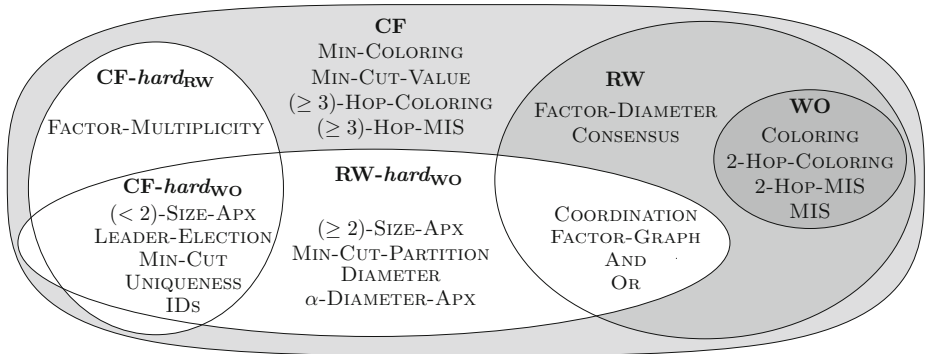 CF
MIN-COLORING
MIN-CUT-VALUE
(≥ 3)-HOP-COLORING
(≥ 3)-HOP-MIS
CF-hardRW
FACTOR-MULTIPLICITY
CF-hardWO
(< 2)-SIZE-APX
LEADER-ELECTION
MIN-CUT
UNIQUENESS
IDS
RW-hardWO
(≥ 2)-SIZE-APX
MIN-CUT-PARTITION
DIAMETER
α-DIAMETER-APX
RW
FACTOR-DIAMETER
CONSENSUS
COORDINATION
FACTOR-GRAPH
AND
OR
WO
COLORING
2-HOP-COLORING
2-HOP-MIS
MIS